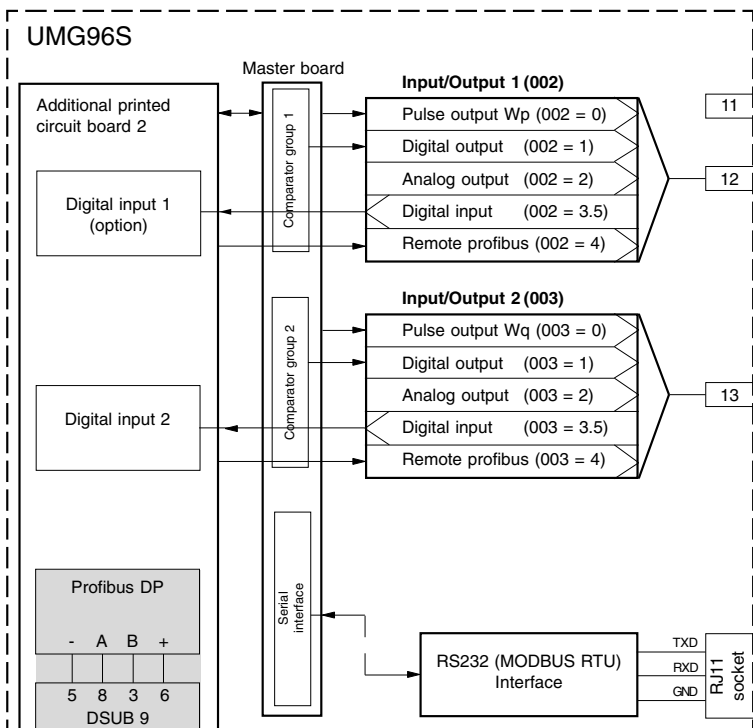 UMG96S
Master board
Additional printed
circuit board 2
Digital input 1
(option)
Digital input 2
Profibus DP
- A B +
5 8 3 6
DSUB 9
Comparator group 1
Comparator group 2
Serial
interface
Input/Output 1 (002)
Pulse output Wp (002 = 0)
Digital output (002 = 1)
Analog output (002 = 2)
Digital input (002 = 3.5)
Remote profibus (002 = 4)
Input/Output 2 (003)
Pulse output Wq (003 = 0)
Digital output (003 = 1)
Analog output (003 = 2)
Digital input (003 = 3.5)
Remote profibus (003 = 4)
RS232 (MODBUS RTU)
Interface
11
12
13
TXD
RXD
GND
RJ11
socket